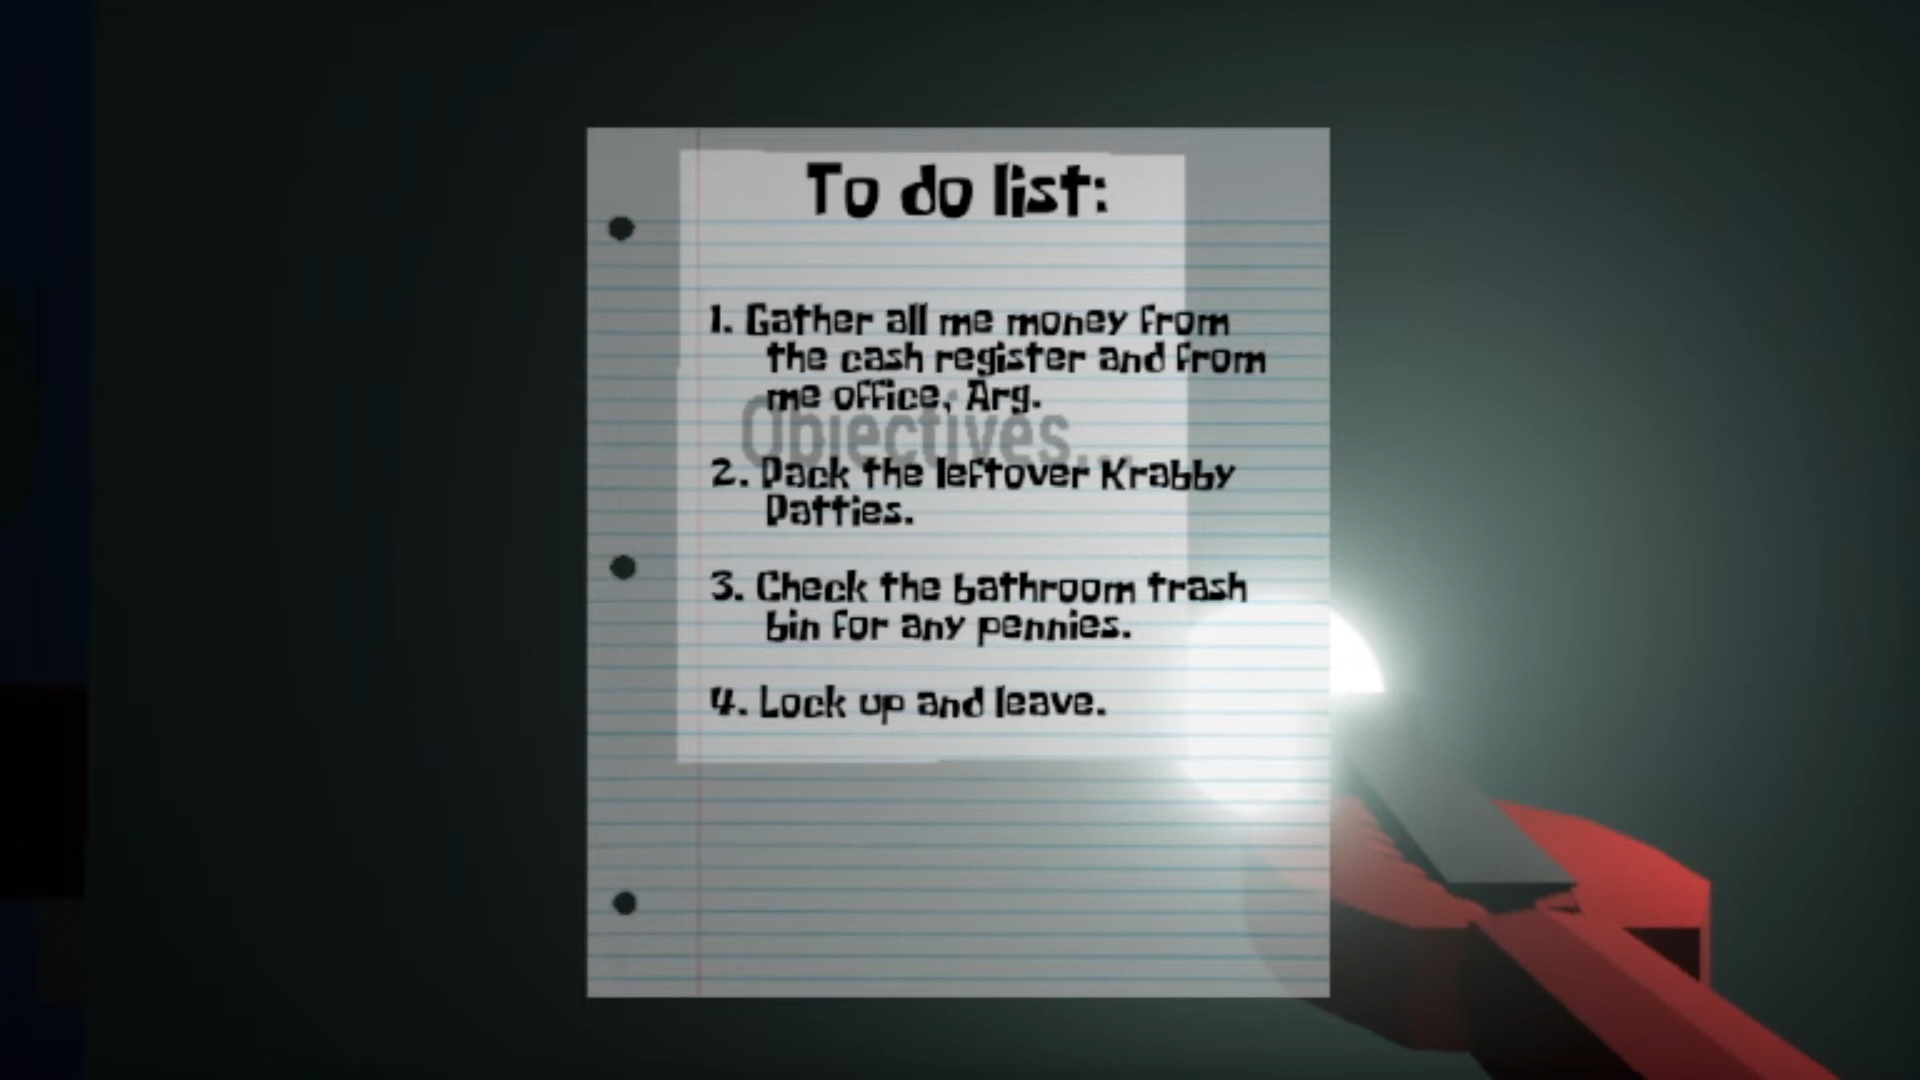 To do list:
1. Gather all me money from
the cash register and from
me office, Arg.
Objectives...
2. Pack the leftover Krabby
Patties.
3. Check the bathroom trash
bin for any pennies.
4. Lock up and leave.